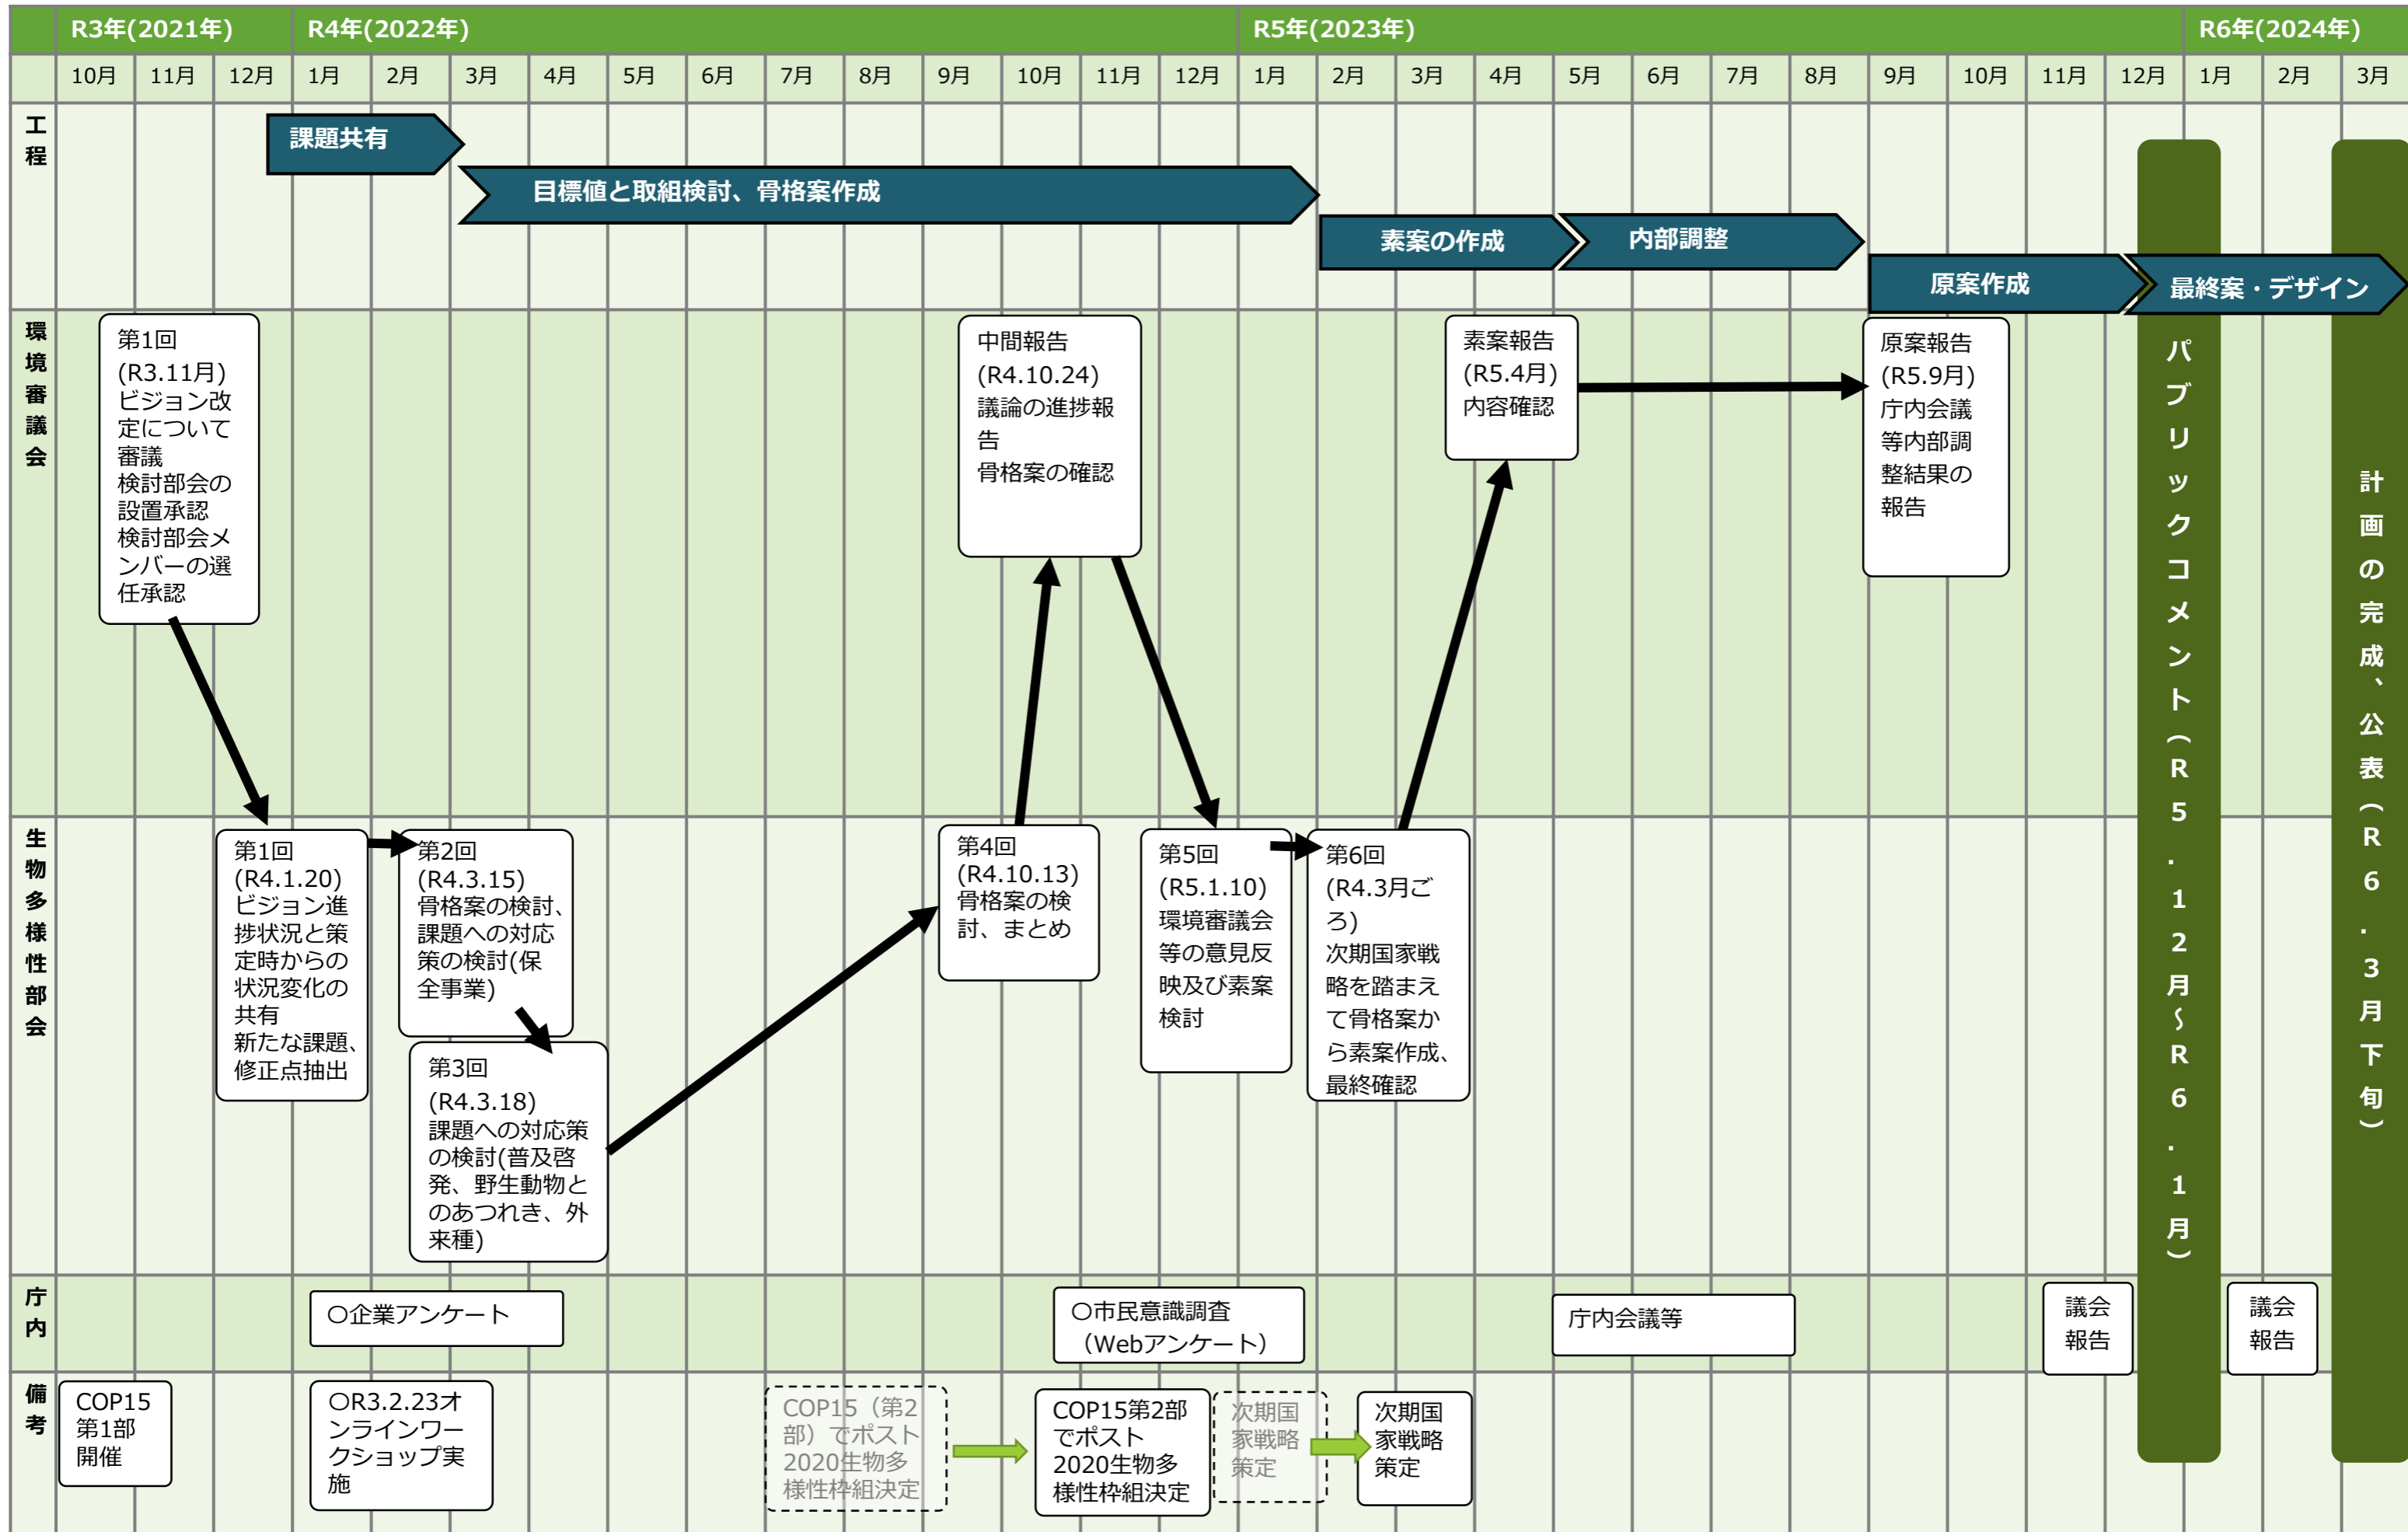 R3年(2021年)
R4年(2022年)
R5年(2023年)
R6年(2024年)
10月
11月
12月
1月
2月
3月
4月
5月
6月
7月
8月
9月
10月
11月
12月
1月
2月
3月
4月
5月
6月
7月
8月
9月
10月
11月
12月
1月
2月
3月
工程
課題共有
目標値と取組検討、骨格案作成
素案の作成
内部調整
原案作成
最終案・デザイン
環境審議会
第1回
(R3.11月)
ビジョン改
定について
審議
検討部会の
設置承認
検討部会メ
ンバーの選
任承認
中間報告
(R4.10.24)
議論の進捗報
告
骨格案の確認
素案報告
(R5.4月)
内容確認
原案報告
(R5.9月)
庁内会議
等内部調
整結果の
報告
パブリックコメント(R5.12月～R6.1月)
計画の完成、公表(R6.3月下旬)
生物多様性部会
第1回
(R4.1.20)
ビジョン進
捗状況と策
定時からの
状況変化の
共有
新たな課題、
修正点抽出
第2回
(R4.3.15)
骨格案の検討、
課題への対応
策の検討(保
全事業)
第3回
(R4.3.18)
課題への対応策
の検討(普及啓
発、野生動物と
のあつれき、外
来種)
第4回
(R4.10.13)
骨格案の検
討、まとめ
第5回
(R5.1.10)
環境審議会
等の意見反
映及び素案
検討
第6回
(R4.3月ご
ろ)
次期国家戦
略を踏まえ
て骨格案か
ら素案作成、
最終確認
庁内
〇企業アンケート
〇市民意識調査
（Webアンケート）
庁内会議等
議会
報告
議会
報告
備考
COP15
第1部
開催
〇R3.2.23オ
ンラインワー
クショップ実
施
COP15（第2
部）でポスト
2020生物多
様性枠組決定
COP15第2部
でポスト
2020生物多
様性枠組決定
次期国
家戦略
策定
次期国
家戦略
策定